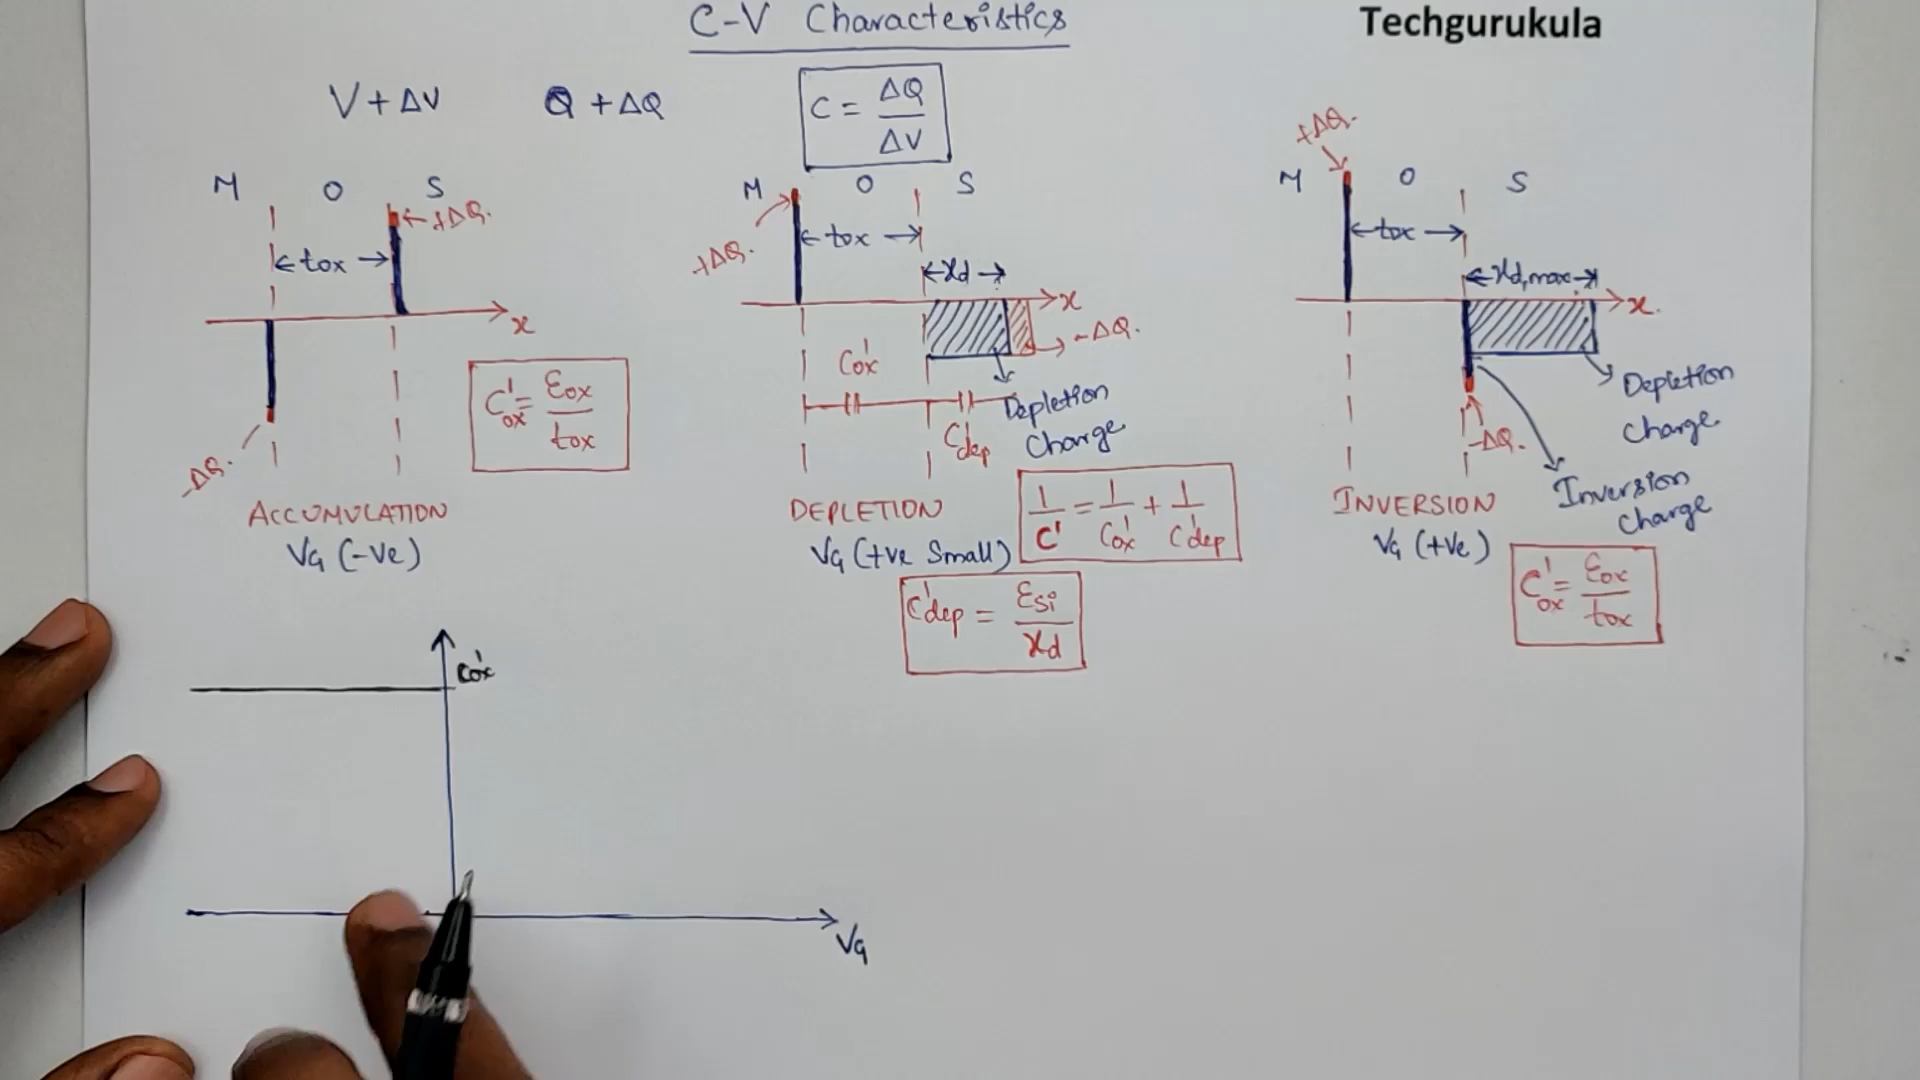 C-V Characteristics
Techgurukula
V+ΔV
Q+ΔQ
C = ΔQ/ΔV
M O S
←+ΔQ.
←tox→
x
-ΔQ.
C'ox = Εox/tox
ACCUMULATION
VG (-ve)
M O S
+ΔQ.
←tox→
←xd→
x
-ΔQ.
C'ox
C'dep
Depletion
Charge
DEPLETION
VG (+ve Small)
1/C' = 1/C'ox + 1/C'dep
C'dep = Εsi/xd
+ΔQ.
M O S
←tox→
←xd,max→
x.
Depletion
Charge
-ΔQ.
Inversion
Charge
INVERSION
VG (+ve)
C'ox = Εox/tox
C'ox
VG